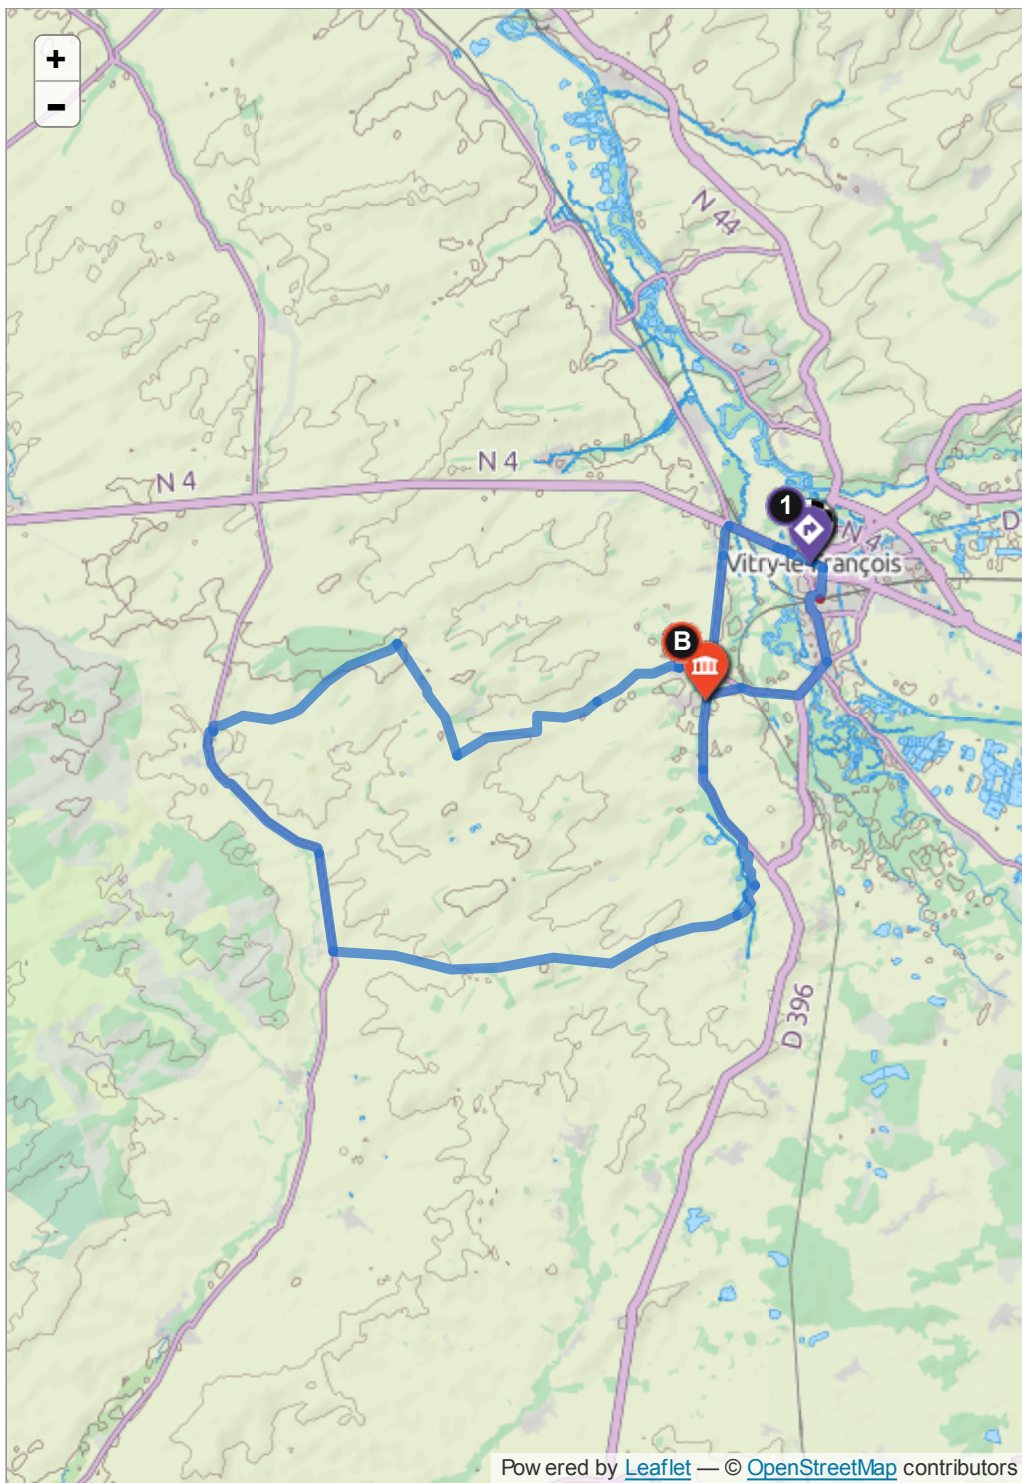 +
-
N 44
N 4
N 4
1
N 4
D
Vitry-le-François
B
D 396
Powered by Leaflet — © OpenStreetMap contributors